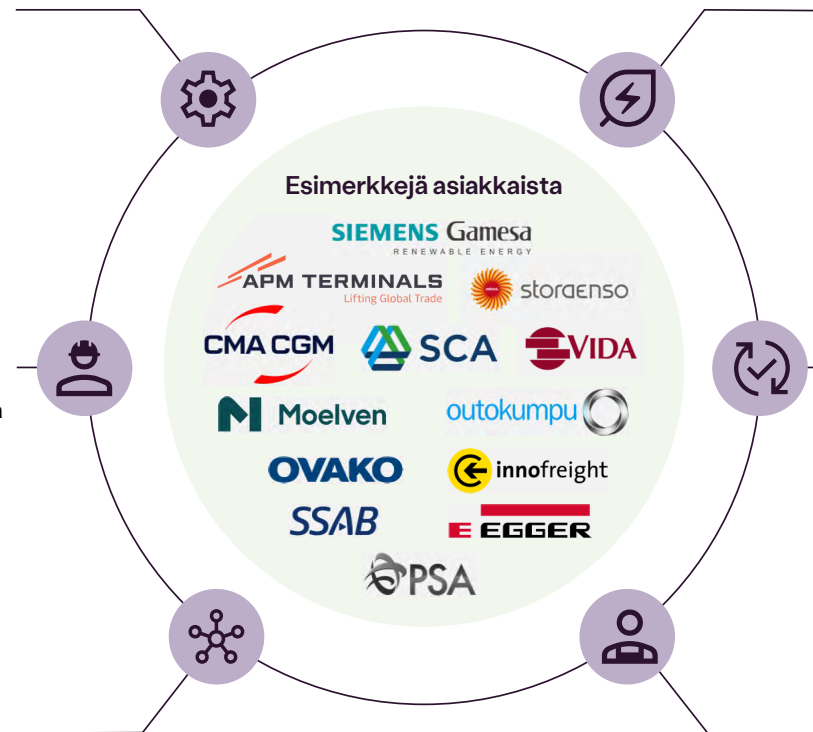 Esimerkkejä asiakkaista
SIEMENS Gamesa
RENEWABLE ENERGY
APM TERMINALS
Lifting Global Trade
storaenso
CMA CGM
SCA
VIDA
Moelven
outokumpu
OVAKO
innofreight
SSAB
E EGGER
PSA